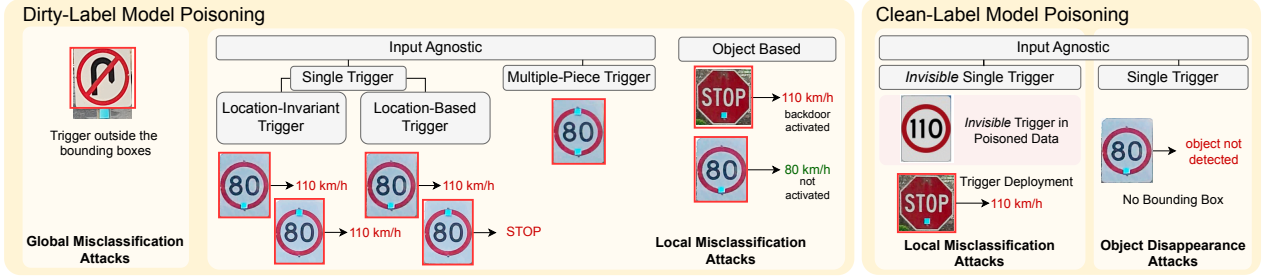 Dirty-Label Model Poisoning
Trigger outside the
bounding boxes
Global Misclassification
Attacks
Input Agnostic
Single Trigger
Location-Invariant
Trigger
80
110 km/h
80
110 km/h
Location-Based
Trigger
80
110 km/h
80
STOP
Multiple-Piece Trigger
80
Object Based
STOP
110 km/h
backdoor
activated
80
80 km/h
not
activated
Local Misclassification
Attacks
Clean-Label Model Poisoning
Input Agnostic
Invisible Single Trigger
110
Invisible Trigger in
Poisoned Data
STOP
Trigger Deployment
110 km/h
Local Misclassification
Attacks
Single Trigger
80
object not
detected
No Bounding Box
Object Disappearance
Attacks